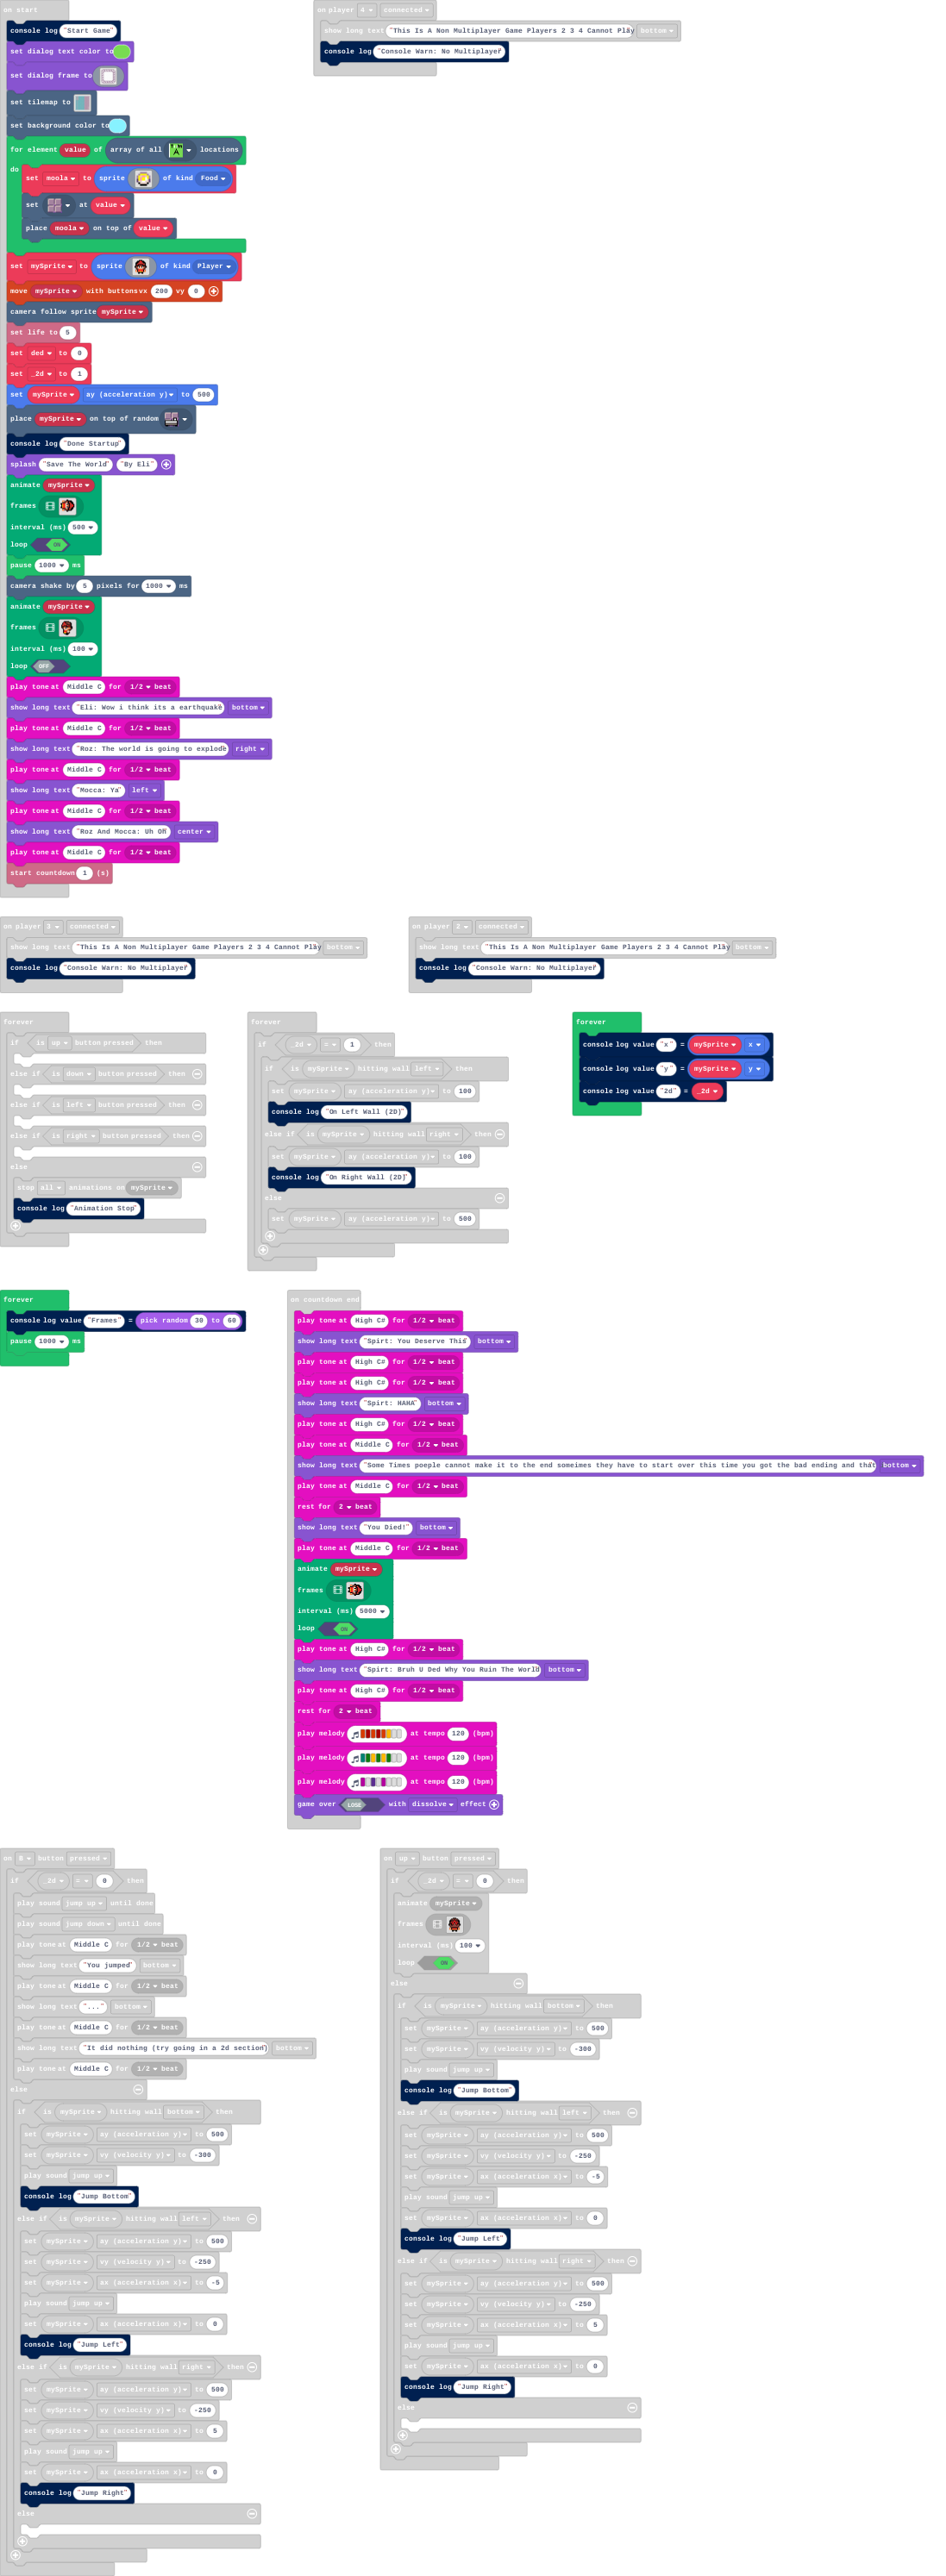 on start
console log "Start Game"
set dialog text color to
set dialog frame to
set tilemap to
set background color to
for element value of array of all locations
do
set moola to sprite of kind Food
set at value
place moola on top of value
set mySprite to sprite of kind Player
move mySprite with buttons vx 200 vy 0
camera follow sprite mySprite
set life to 5
set ded to 0
set _2d to 1
set mySprite ay (acceleration y) to 500
place mySprite on top of random
console log "Done Startup"
splash "Save The World" "By Eli"
animate mySprite
frames
interval (ms) 500
loop ON
pause 1000 ms
camera shake by 5 pixels for 1000 ms
animate mySprite
frames
interval (ms) 100
loop OFF
play tone at Middle C for 1/2 beat
show long text "Eli: Wow i think its a earthquake" bottom
play tone at Middle C for 1/2 beat
show long text "Roz: The world is going to explode" right
play tone at Middle C for 1/2 beat
show long text "Mocca: Ya" left
play tone at Middle C for 1/2 beat
show long text "Roz And Mocca: Uh Oh" center
play tone at Middle C for 1/2 beat
start countdown 1 (s)
on player 4 connected
show long text "This Is A Non Multiplayer Game Players 2 3 4 Cannot Play bottom
console log "Console Warn: No Multiplayer"
on player 3 connected
show long text "This Is A Non Multiplayer Game Players 2 3 4 Cannot Play bottom
console log "Console Warn: No Multiplayer"
on player 2 connected
show long text "This Is A Non Multiplayer Game Players 2 3 4 Cannot Play bottom
console log "Console Warn: No Multiplayer"
forever
if is up button pressed then
else if is down button pressed then
else if is left button pressed then
else if is right button pressed then
else
stop all animations on mySprite
console log "Animation Stop"
forever
if _2d = 1 then
if is mySprite hitting wall left then
set mySprite ay (acceleration y) to 100
console log "On Left Wall (2D)"
else if is mySprite hitting wall right then
set mySprite ay (acceleration y) to 100
console log "On Right Wall (2D)"
else
set mySprite ay (acceleration y) to 500
forever
console log value "x" = mySprite x
console log value "y" = mySprite y
console log value "2d" = _2d
forever
console log value "Frames" = pick random 30 to 60
pause 1000 ms
on countdown end
play tone at High C# for 1/2 beat
show long text "Spirt: You Deserve This" bottom
play tone at High C# for 1/2 beat
play tone at High C# for 1/2 beat
show long text "Spirt: HAHA" bottom
play tone at High C# for 1/2 beat
play tone at Middle C for 1/2 beat
show long text "Some Times poeple cannot make it to the end someimes they have to start over this time you got the bad ending and that bottom
play tone at Middle C for 1/2 beat
rest for 2 beat
show long text "You Died!" bottom
play tone at Middle C for 1/2 beat
animate mySprite
frames
interval (ms) 5000
loop ON
play tone at High C# for 1/2 beat
show long text "Spirt: Bruh U Ded Why You Ruin The World bottom
play tone at High C# for 1/2 beat
rest for 2 beat
play melody at tempo 120 (bpm)
play melody at tempo 120 (bpm)
play melody at tempo 120 (bpm)
game over LOSE with dissolve effect
on button pressed
if _2d = 0 then
play sound jump up until done
play sound jump down until done
play tone at Middle C for 1/2 beat
show long text "You jumped" bottom
play tone at Middle C for 1/2 beat
show long text "..." bottom
play tone at Middle C for 1/2 beat
show long text "It did nothing (try going in a 2d section) bottom
play tone at Middle C for 1/2 beat
else
if is mySprite hitting wall bottom then
set mySprite ay (acceleration y) to 500
set mySprite vy (velocity y) to -300
play sound jump up
console log "Jump Bottom"
else if is mySprite hitting wall left then
set mySprite ay (acceleration y) to 500
set mySprite vy (velocity y) to -250
set mySprite ax (acceleration x) to -5
play sound jump up
set mySprite ax (acceleration x) to 0
console log "Jump Left"
else if is mySprite hitting wall right then
set mySprite ay (acceleration y) to 500
set mySprite vy (velocity y) to -250
set mySprite ax (acceleration x) to 5
play sound jump up
set mySprite ax (acceleration x) to 0
console log "Jump Right"
else
on up button pressed
if _2d = 0 then
animate mySprite
frames
interval (ms) 100
loop ON
else
if is mySprite hitting wall bottom then
set mySprite ay (acceleration y) to 500
set mySprite vy (velocity y) to -300
play sound jump up
console log "Jump Bottom"
else if is mySprite hitting wall left then
set mySprite ay (acceleration y) to 500
set mySprite vy (velocity y) to -250
set mySprite ax (acceleration x) to -5
play sound jump up
set mySprite ax (acceleration x) to 0
console log "Jump Left"
else if is mySprite hitting wall right then
set mySprite ay (acceleration y) to 500
set mySprite vy (velocity y) to -250
set mySprite ax (acceleration x) to 5
play sound jump up
set mySprite ax (acceleration x) to 0
console log "Jump Right"
else